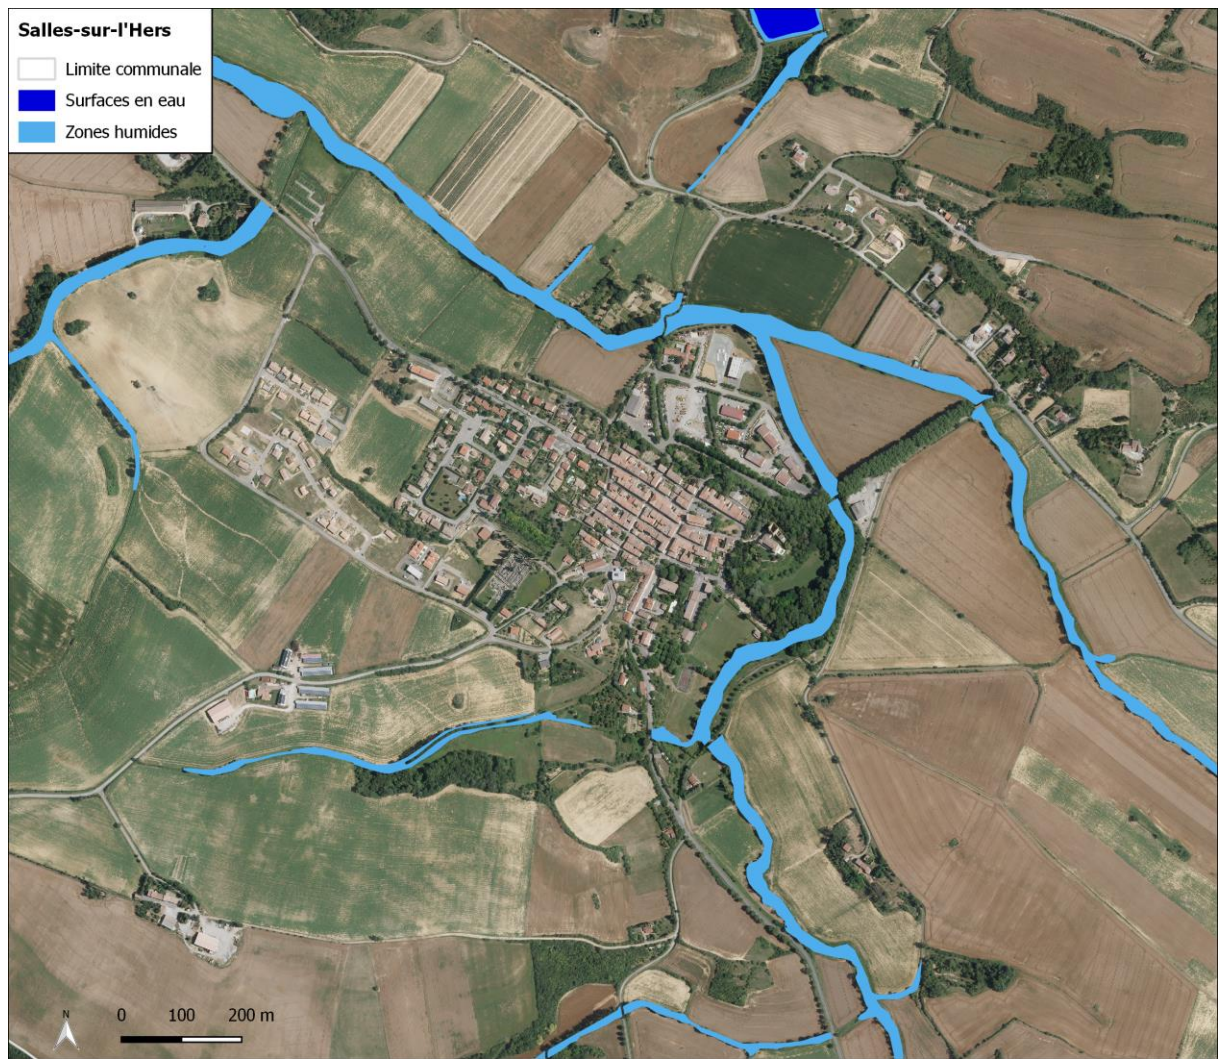 Salles-sur-l'Hers
Limite communale
Surfaces en eau
Zones humides
N
0 100 200 m